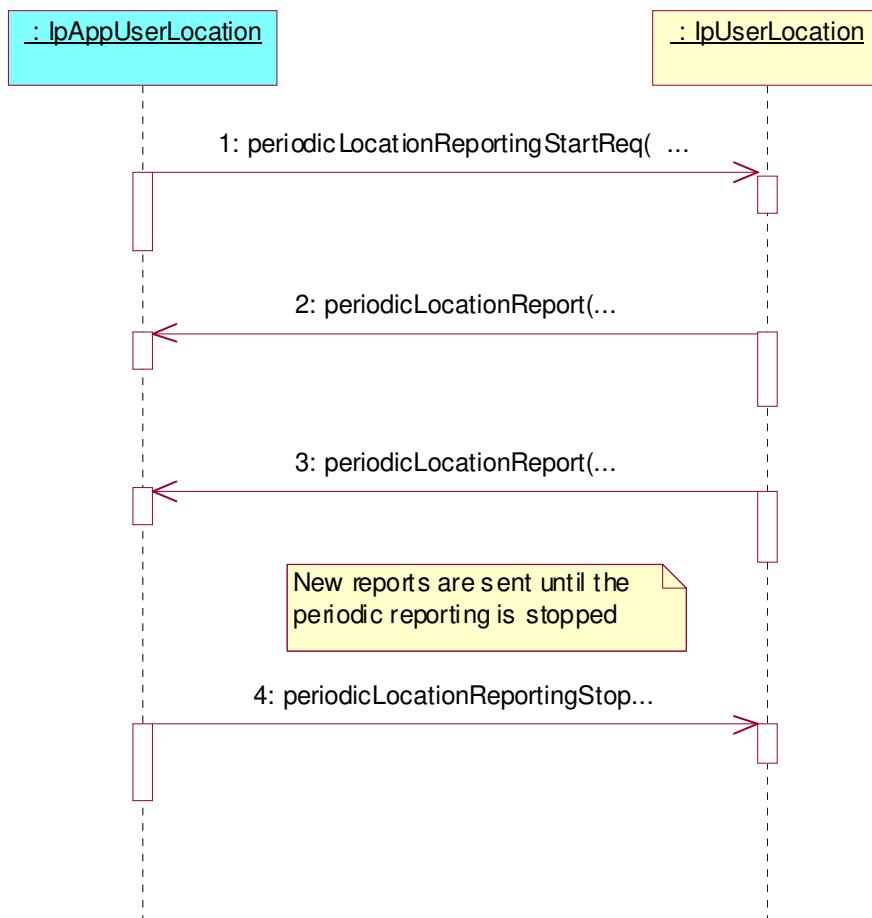 : IpAppUserLocation
: IpUserLocation
1: periodicLocationReportingStartReq( ...
2: periodicLocationReport(...
3: periodicLocationReport(...
New reports are sent until the
periodic reporting is stopped
4: periodicLocationReportingStop...